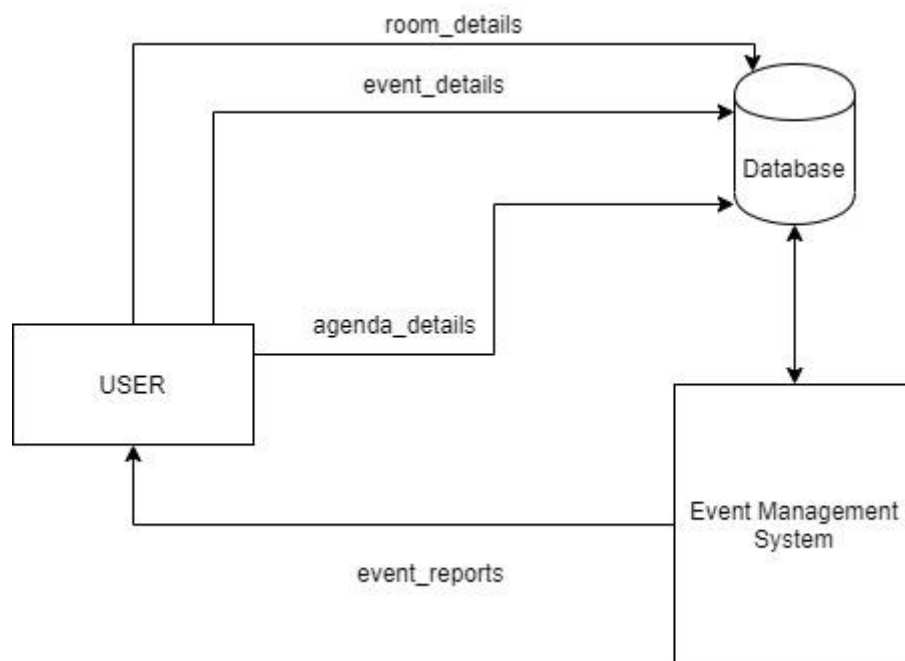 room_details
event_details
Database
agenda_details
USER
Event Management
System
event_reports